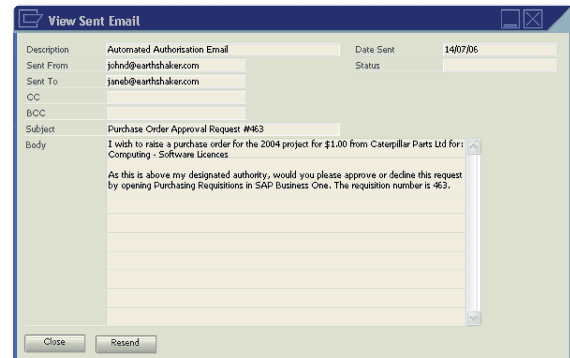 View Sent Email
Description Automated Authorisation Email Date Sent 14/07/06
Sent From johnd@earthshaker.com Status
Sent To janeb@earthshaker.com
CC
BCC
Subject Purchase Order Approval Request #463
Body I wish to raise a purchase order for the 2004 project for $1.00 from Caterpillar Parts Ltd for:
Computing - Software Licences
As this is above my designated authority, would you please approve or decline this request
by opening Purchasing Requisitions in SAP Business One. The requisition number is 463.
Close Resend